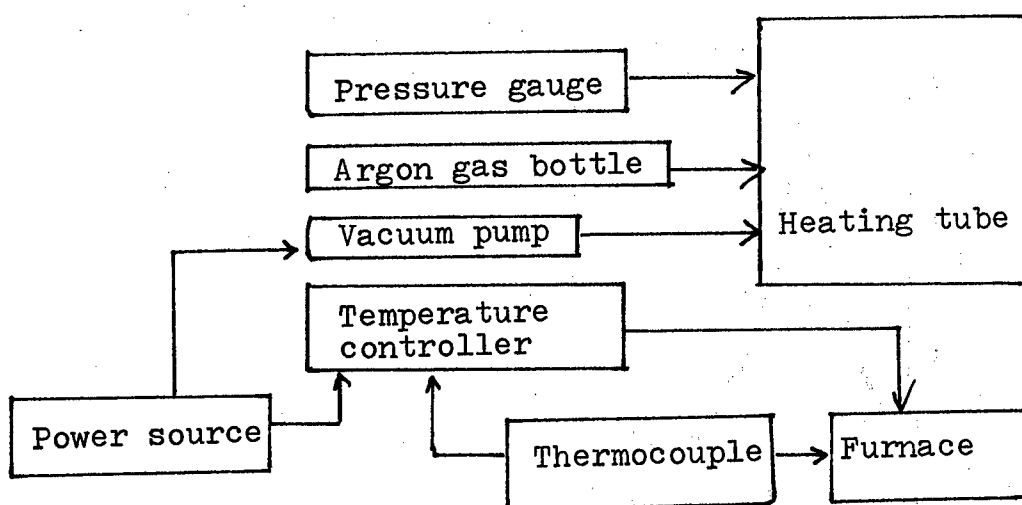 Pressure gauge
Argon gas bottle
Vacuum pump
Heating tube
Temperature
controller
Power source
Thermocouple
Furnace